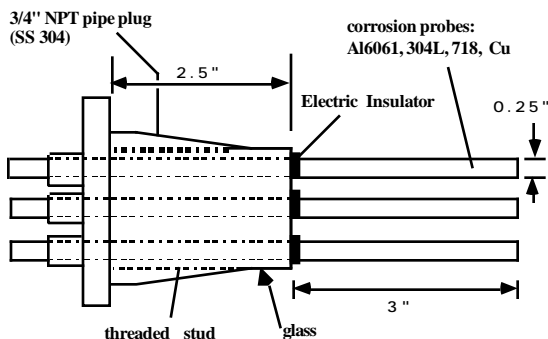 3/4" NPT pipe plug
(SS 304)
corrosion probes:
Al6061, 304L, 718, Cu
2.5"
Electric Insulator
0.25"
3"
threaded stud
glass